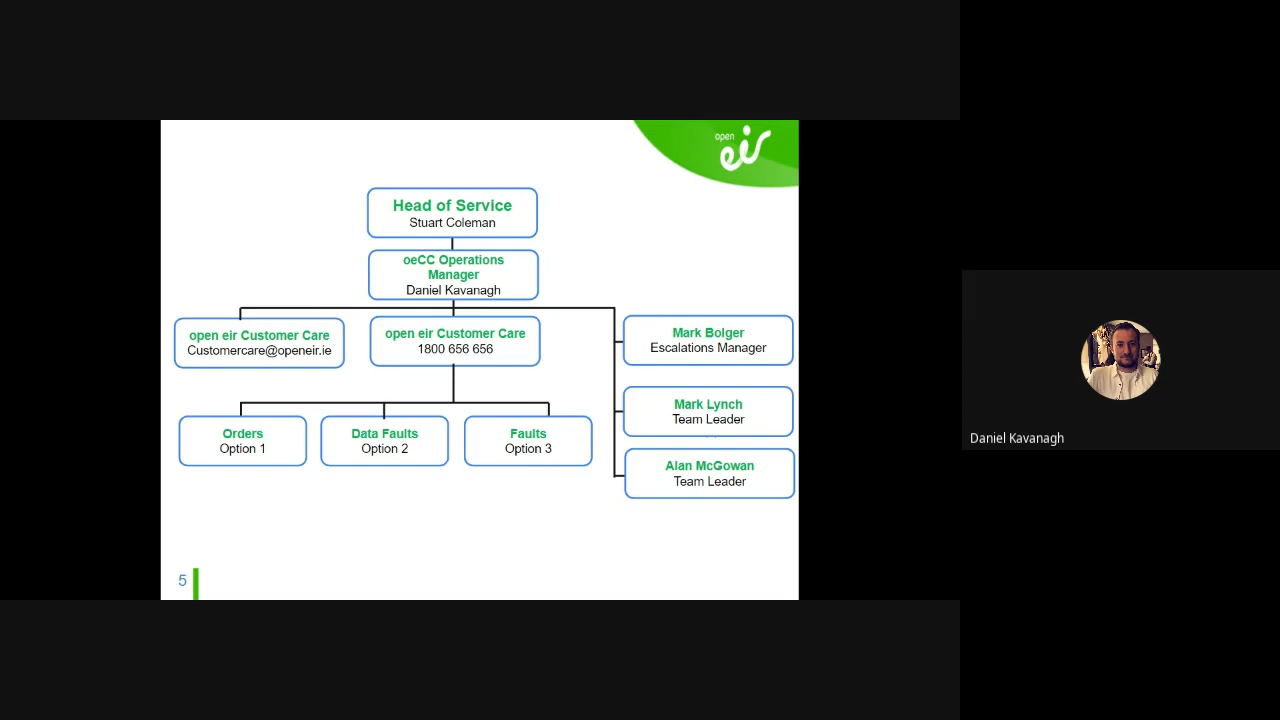 open
eir
Head of Service
Stuart Coleman
oeCC Operations
Manager
Daniel Kavanagh
open eir Customer Care
Customercare@openeir.ie
open eir Customer Care
1800 656 656
Mark Bolger
Escalations Manager
Mark Lynch
Team Leader
Alan McGowan
Team Leader
Orders
Option 1
Data Faults
Option 2
Faults
Option 3
5
Daniel Kavanagh